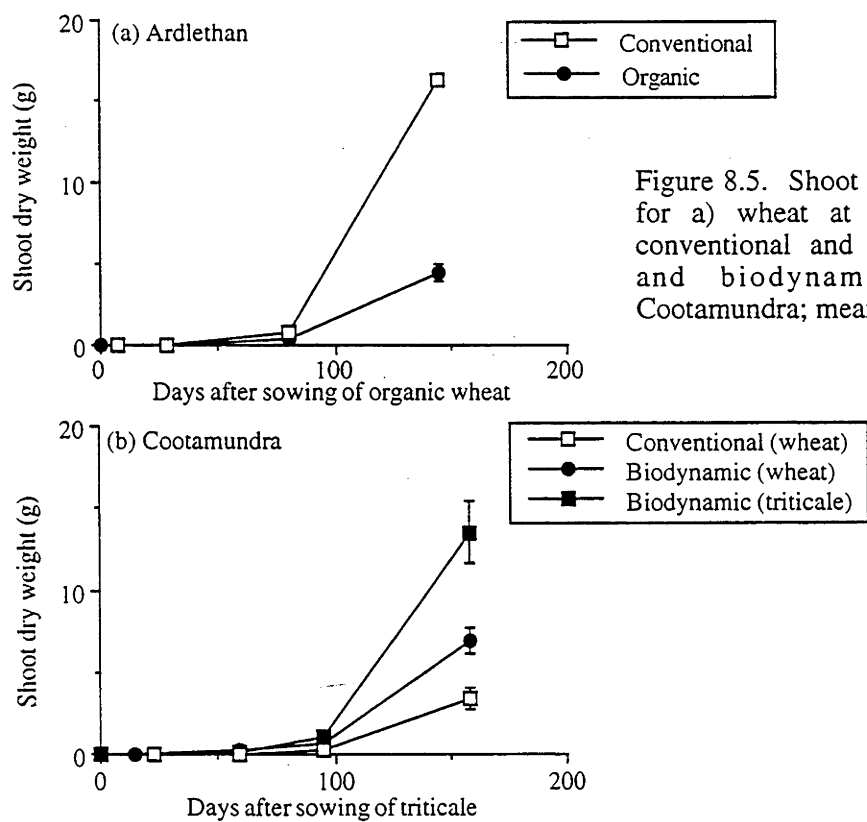 20
(a) Ardlethan
Conventional
Organic
Shoot dry weight (g)
10
0
0 100 200
Days after sowing of organic wheat
Figure 8.5. Shoot
for a) wheat at
conventional and
and biodynam
Cootamundra; mea
20
(b) Cootamundra
Conventional (wheat)
Biodynamic (wheat)
Biodynamic (triticale)
Shoot dry weight (g)
10
0
0 100 200
Days after sowing of triticale